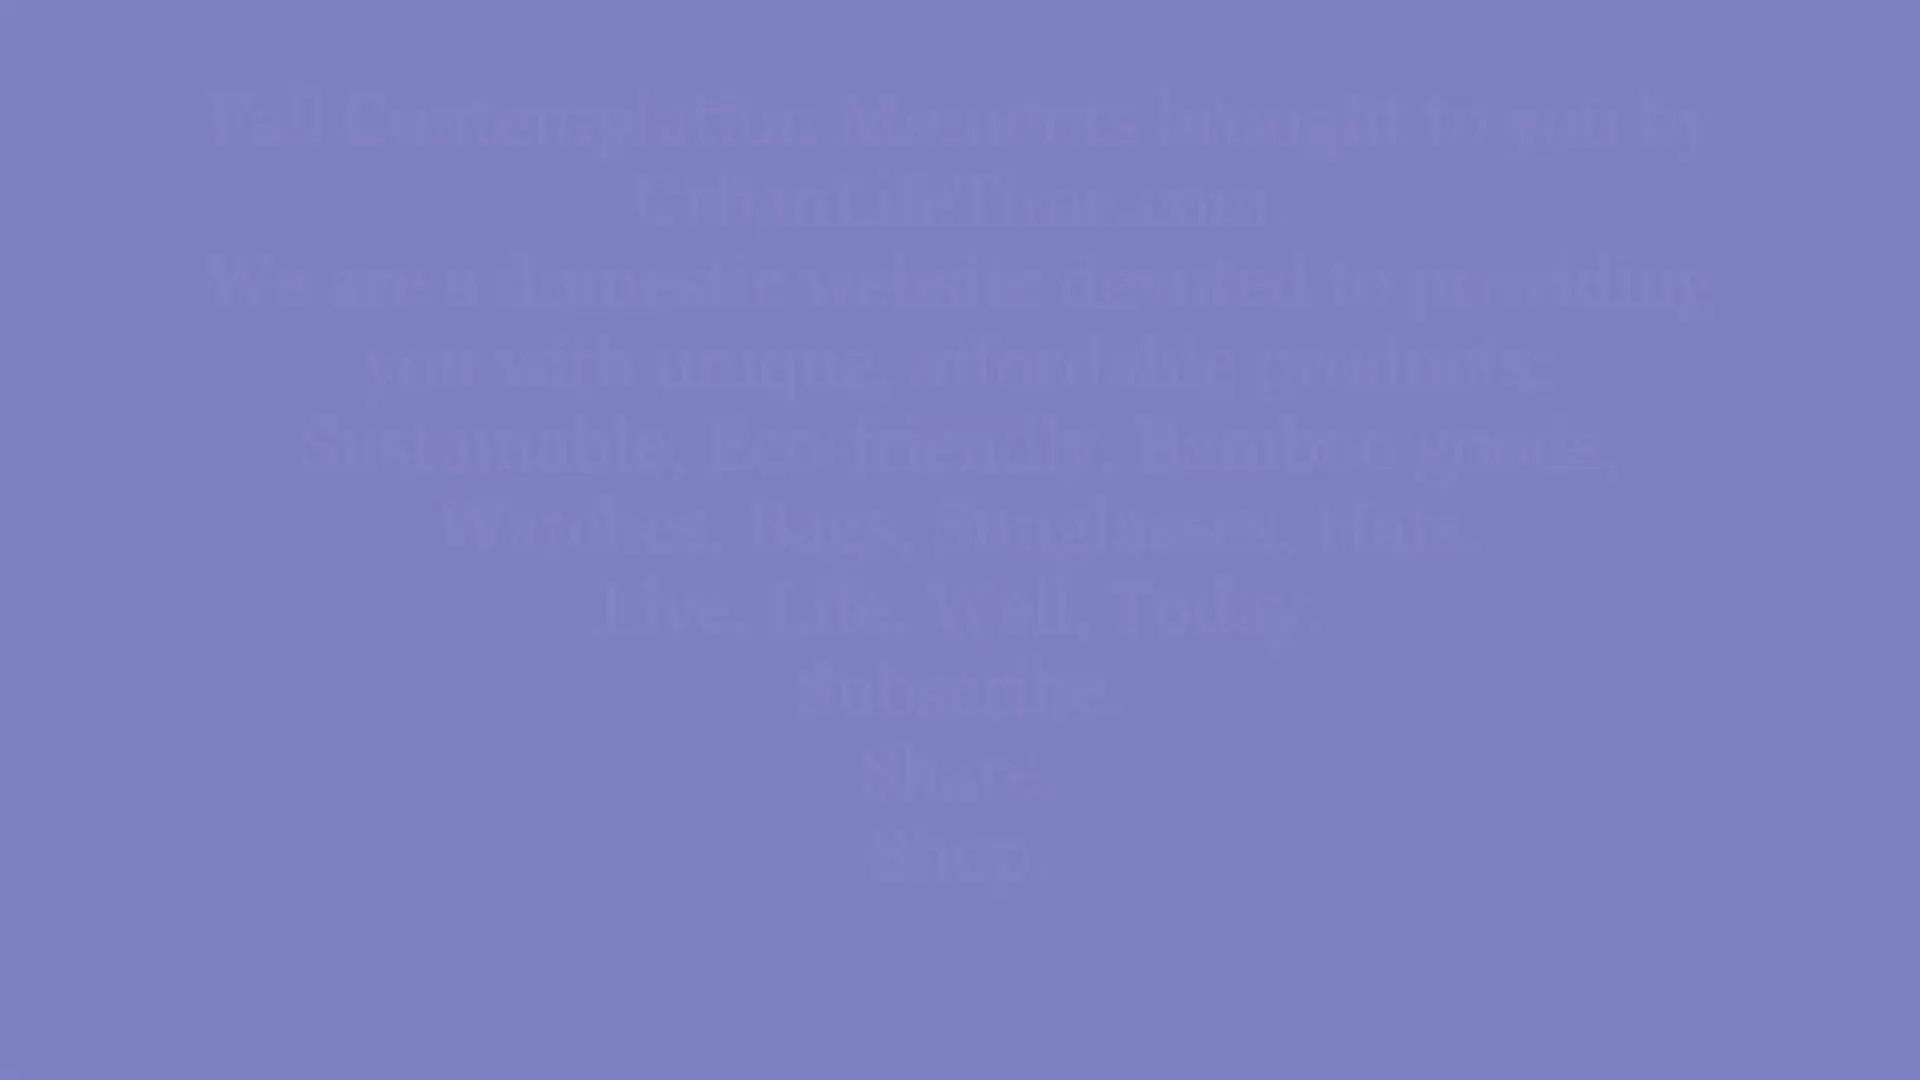 Fall Contemplation Moments brought to you by
UrbanLifeTime.com
We are a domestic website devoted to providing
you with unique, affordable products;
Sustainable, Eco-friendly, Bamboo goods,
Watches, Bags, Sunglasses, Hats.
Live. Life. Well. Today.
Subscribe.
Share.
Shop.